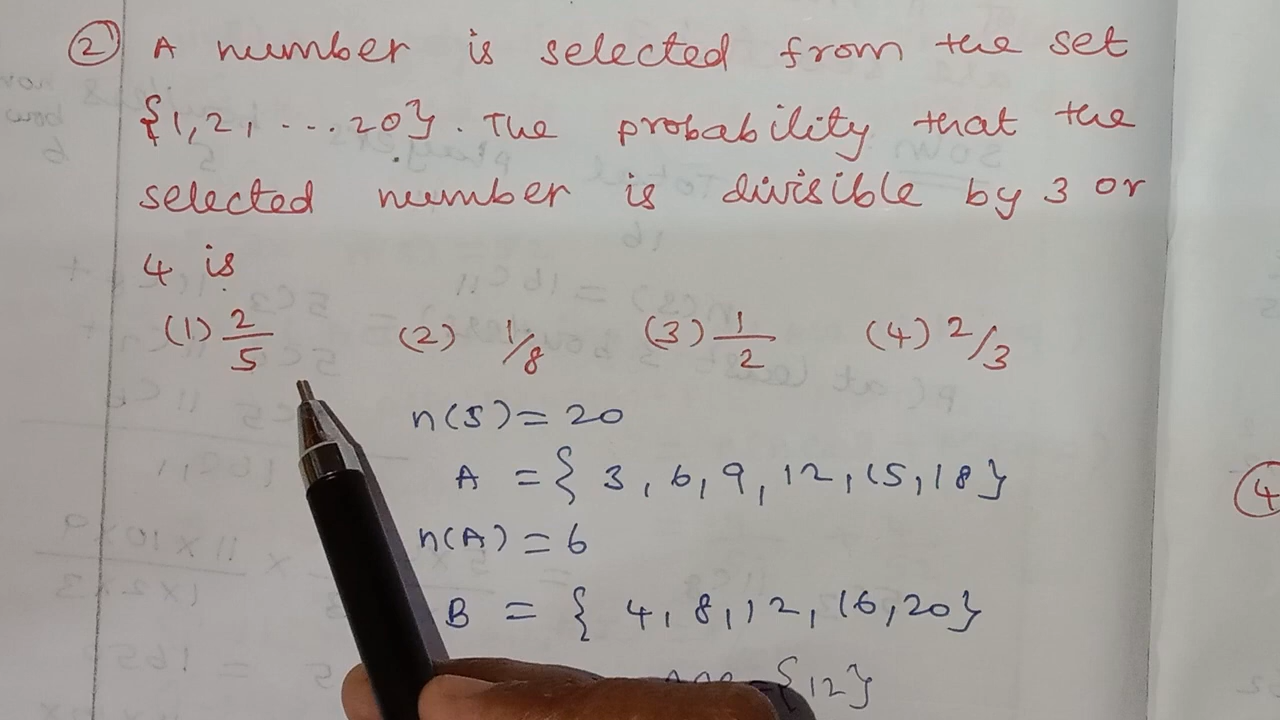 ② A number is selected from the set
{1,2, ...20}. The probability that the
selected number is divisible by 3 or
4 is
(1) 2/5 (2) 1/8 (3) 1/2 (4) 2/3
n(S) = 20
A = { 3, 6, 9, 12, 15, 18}
n(A) = 6
B = { 4, 8, 12, 16, 20}
= {12}
④